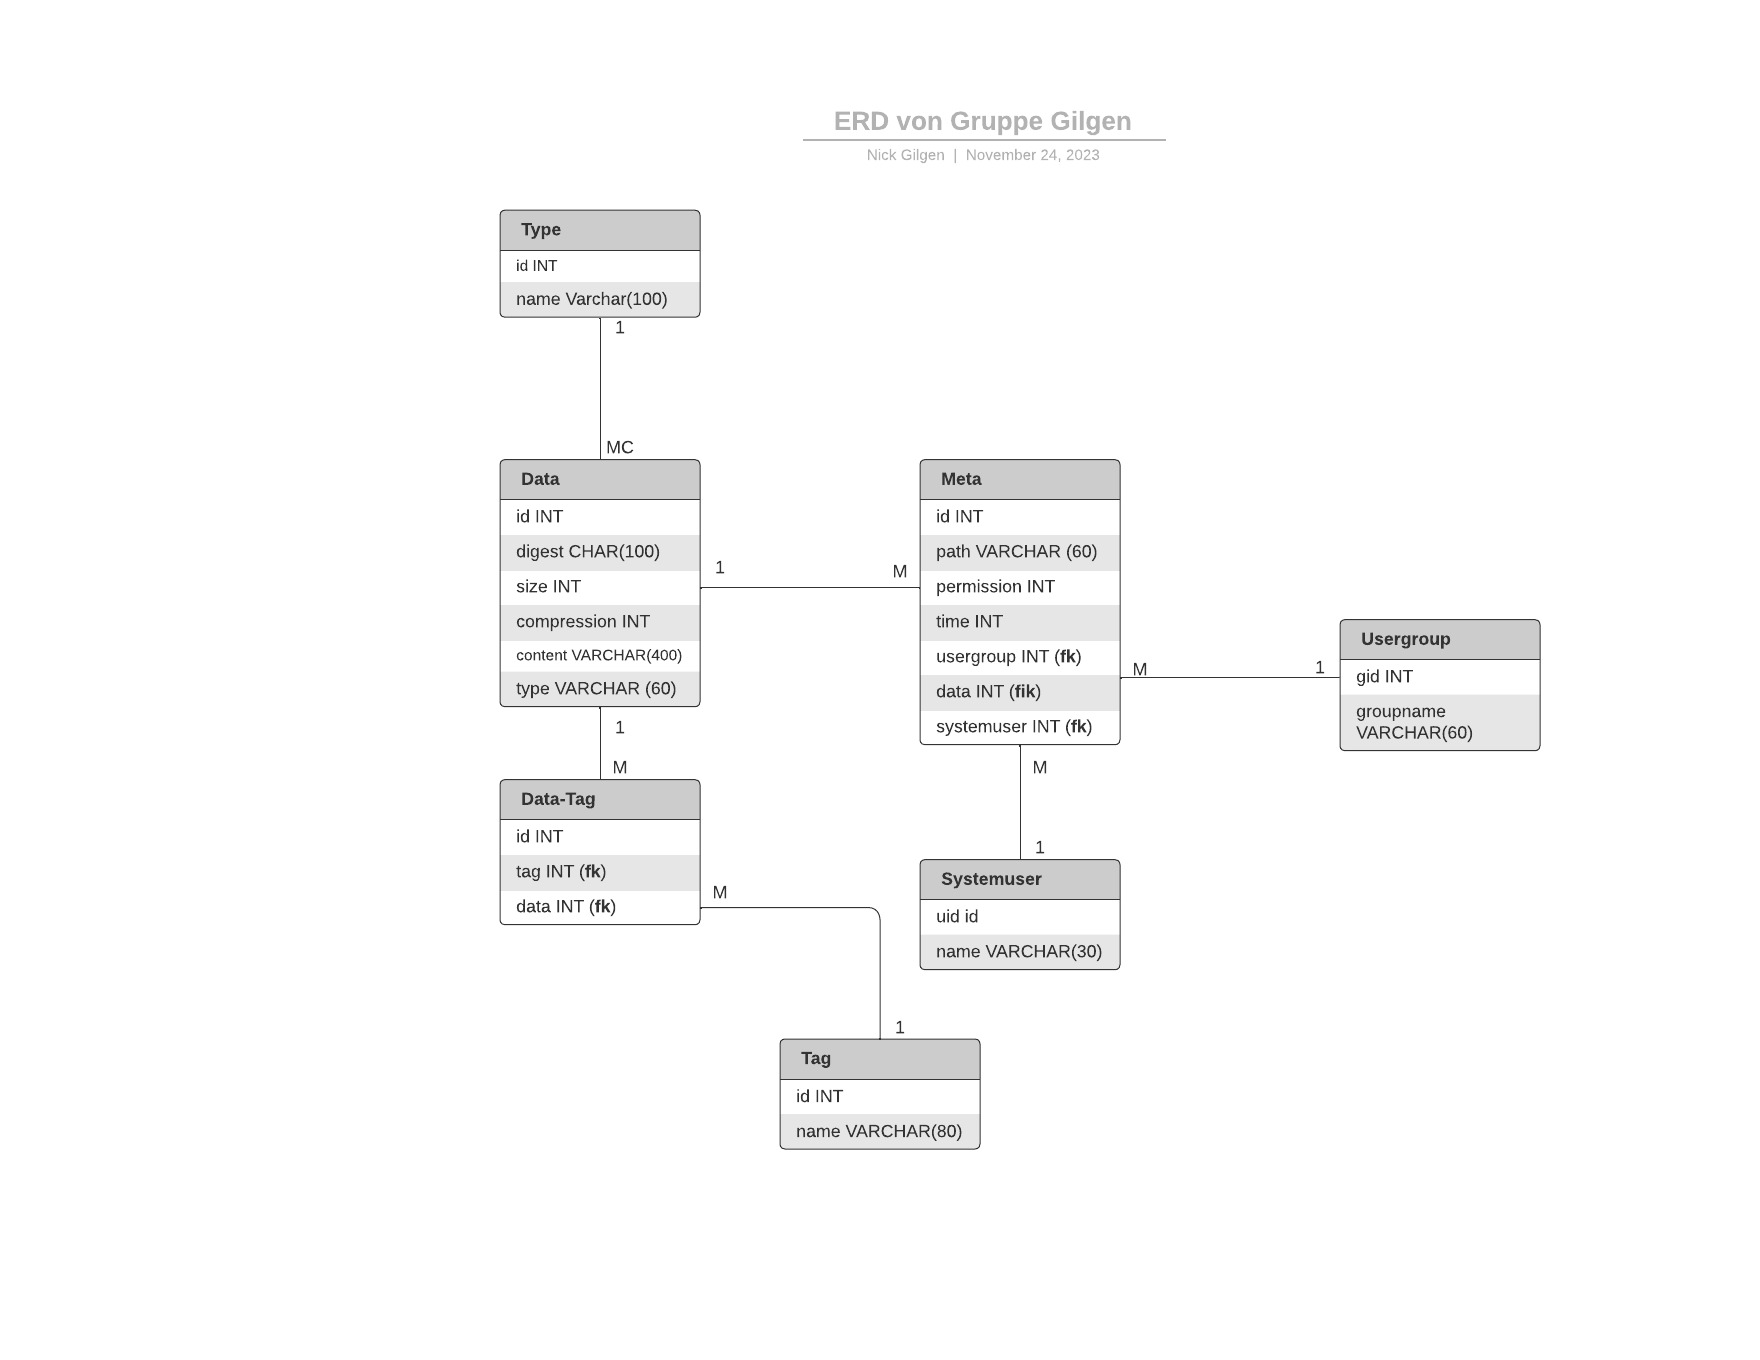 ERD von Gruppe Gilgen
Nick Gilgen | November 24, 2023
Type
id INT
name Varchar(100)
1
MC
Data
id INT
digest CHAR(100)
size INT
compression INT
content VARCHAR(400)
type VARCHAR (60)
1
M
Meta
id INT
path VARCHAR (60)
permission INT
time INT
usergroup INT (fk)
data INT (fik)
systemuser INT (fk)
M
1
Usergroup
gid INT
groupname
VARCHAR(60)
1
M
Data-Tag
id INT
tag INT (fk)
data INT (fk)
M
M
1
Systemuser
uid id
name VARCHAR(30)
1
Tag
id INT
name VARCHAR(80)